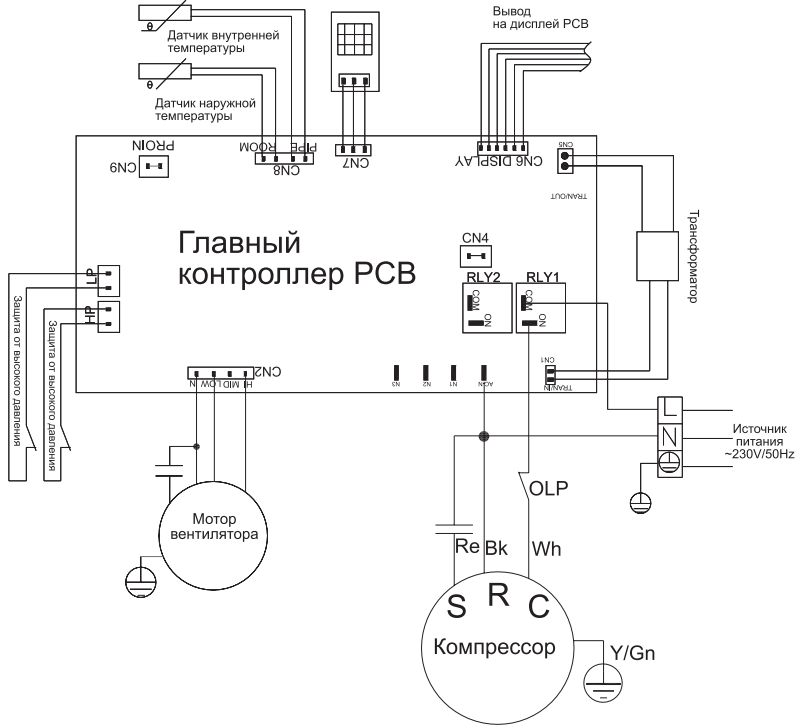 Вывод
на дисплей PCB
θ
Датчик внутренней
температуры
θ
Датчик наружной
температуры
PROIN
CN9
ROOM
PIPE
CN8
CN7
CN6 DISPLAY
CN5
TRAN/OUT
Трансформатор
Главный
контроллер PCB
CN4
RLY2
RLY1
COM
ON
COM
ON
LP
HP
Защита от высокого давления
Защита от высокого давления
CN2
N
LOW
MID
HI
N3
N2
N1
AC-N
CN1
TRAN/IN
L
N
Источник
питания
~230V/50Hz
OLP
Мотор
вентилятора
Re
Bk
Wh
S
R
C
Компрессор
Y/Gn